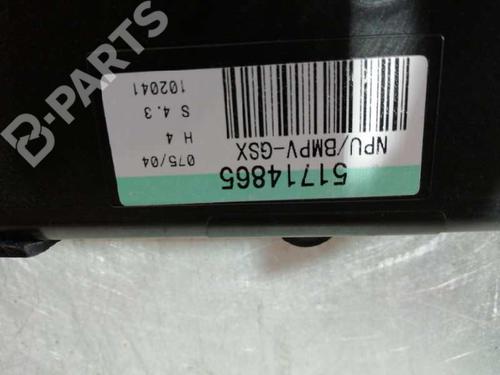 51714865
NPU/BMPV-GSX
075/04
H 4
S 4.3
102041
B-PARTS